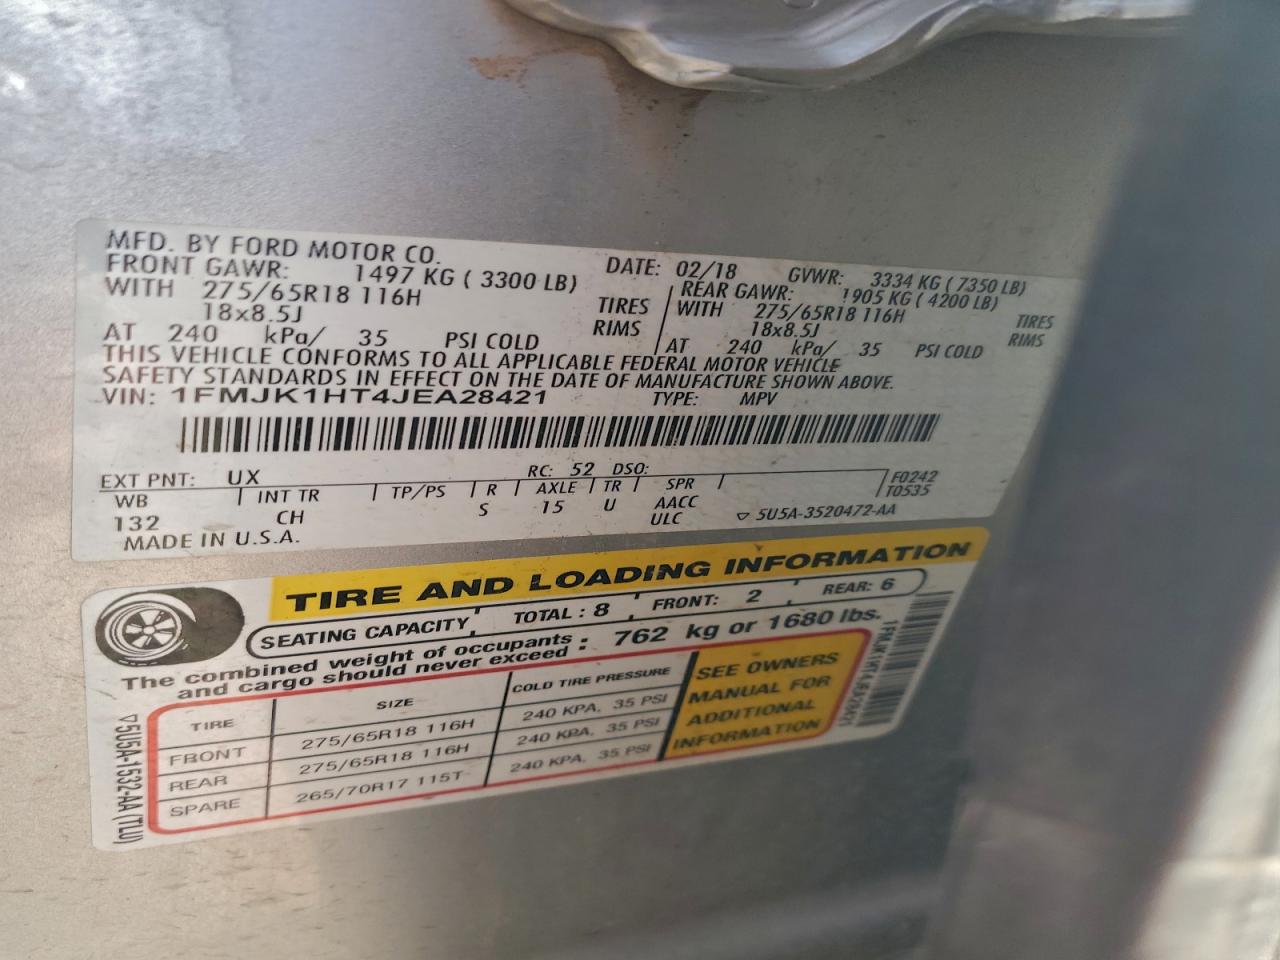 MFD. BY FORD MOTOR CO.
DATE: 02/18 GVWR: 3334 KG ( 7350 LB)
FRONT GAWR: 1497 KG ( 3300 LB)
WITH 275/65R18 116H TIRES
18x8.5J RIMS
AT 240 kPa/ 35 PSI COLD
REAR GAWR: 1905 KG ( 4200 LB)
WITH 275/65R18 116H TIRES
18x8.5J RIMS
AT 240 kPa/ 35 PSI COLD
THIS VEHICLE CONFORMS TO ALL APPLICABLE FEDERAL MOTOR VEHICLE
SAFETY STANDARDS IN EFFECT ON THE DATE OF MANUFACTURE SHOWN ABOVE.
VIN: 1FMJK1HT4JEA28421 TYPE: MPV
EXT PNT: UX RC: 52 DSO:
WB INT TR TP/PS R AXLE TR SPR F0242
T0535
132 CH S 15 U AACC
ULC ▽ 5U5A-3520472-AA
MADE IN U.S.A.
TIRE AND LOADING INFORMATION
SEATING CAPACITY TOTAL : 8 FRONT: 2 REAR: 6
The combined weight of occupants
and cargo should never exceed : 762 kg or 1680 lbs.
TIRE SIZE COLD TIRE PRESSURE
FRONT 275/65R18 116H 240 KPA, 35 PSI
REAR 275/65R18 116H 240 KPA, 35 PSI
SPARE 265/70R17 115T 240 KPA, 35 PSI
SEE OWNERS
MANUAL FOR
ADDITIONAL
INFORMATION
1FMJK1HT4JEA28421
▽5U5A-1532-AA (TLU)